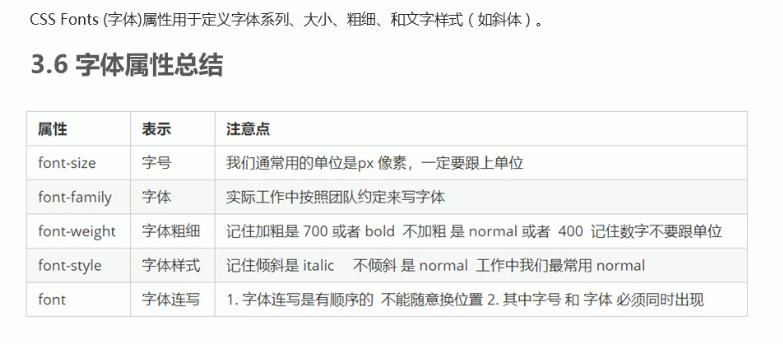 CSS Fonts (字体)属性用于定义字体系列、大小、粗细、和文字样式（如斜体）。
3.6 字体属性总结
属性 表示 注意点
font-size 字号 我们通常用的单位是px 像素，一定要跟上单位
font-family 字体 实际工作中按照团队约定来写字体
font-weight 字体粗细 记住加粗是 700 或者 bold 不加粗 是 normal 或者 400 记住数字不要跟单位
font-style 字体样式 记住倾斜是 italic 不倾斜 是 normal 工作中我们最常用 normal
font 字体连写 1. 字体连写是有顺序的 不能随意换位置 2. 其中字号 和 字体 必须同时出现